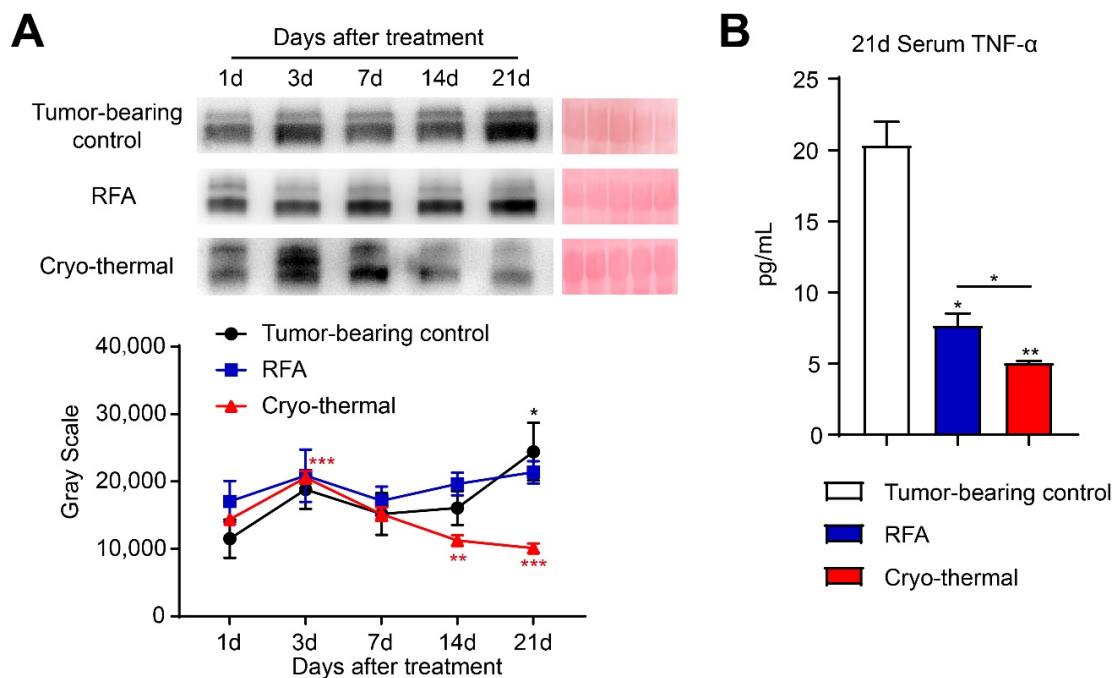 A
Days after treatment
1d 3d 7d 14d 21d
Tumor-bearing
control
RFA
Cryo-thermal
Tumor-bearing control
RFA
Cryo-thermal
40,000
30,000
20,000
10,000
0
Gray Scale
***
*
**
***
1d 3d 7d 14d 21d
Days after treatment
B
21d Serum TNF-α
25
20
15
10
5
0
pg/mL
*
*
**
Tumor-bearing control
RFA
Cryo-thermal